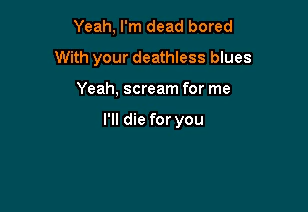 Yeah, I'm dead bored
With your deathless blues
Yeah, scream for me
I'll die for you